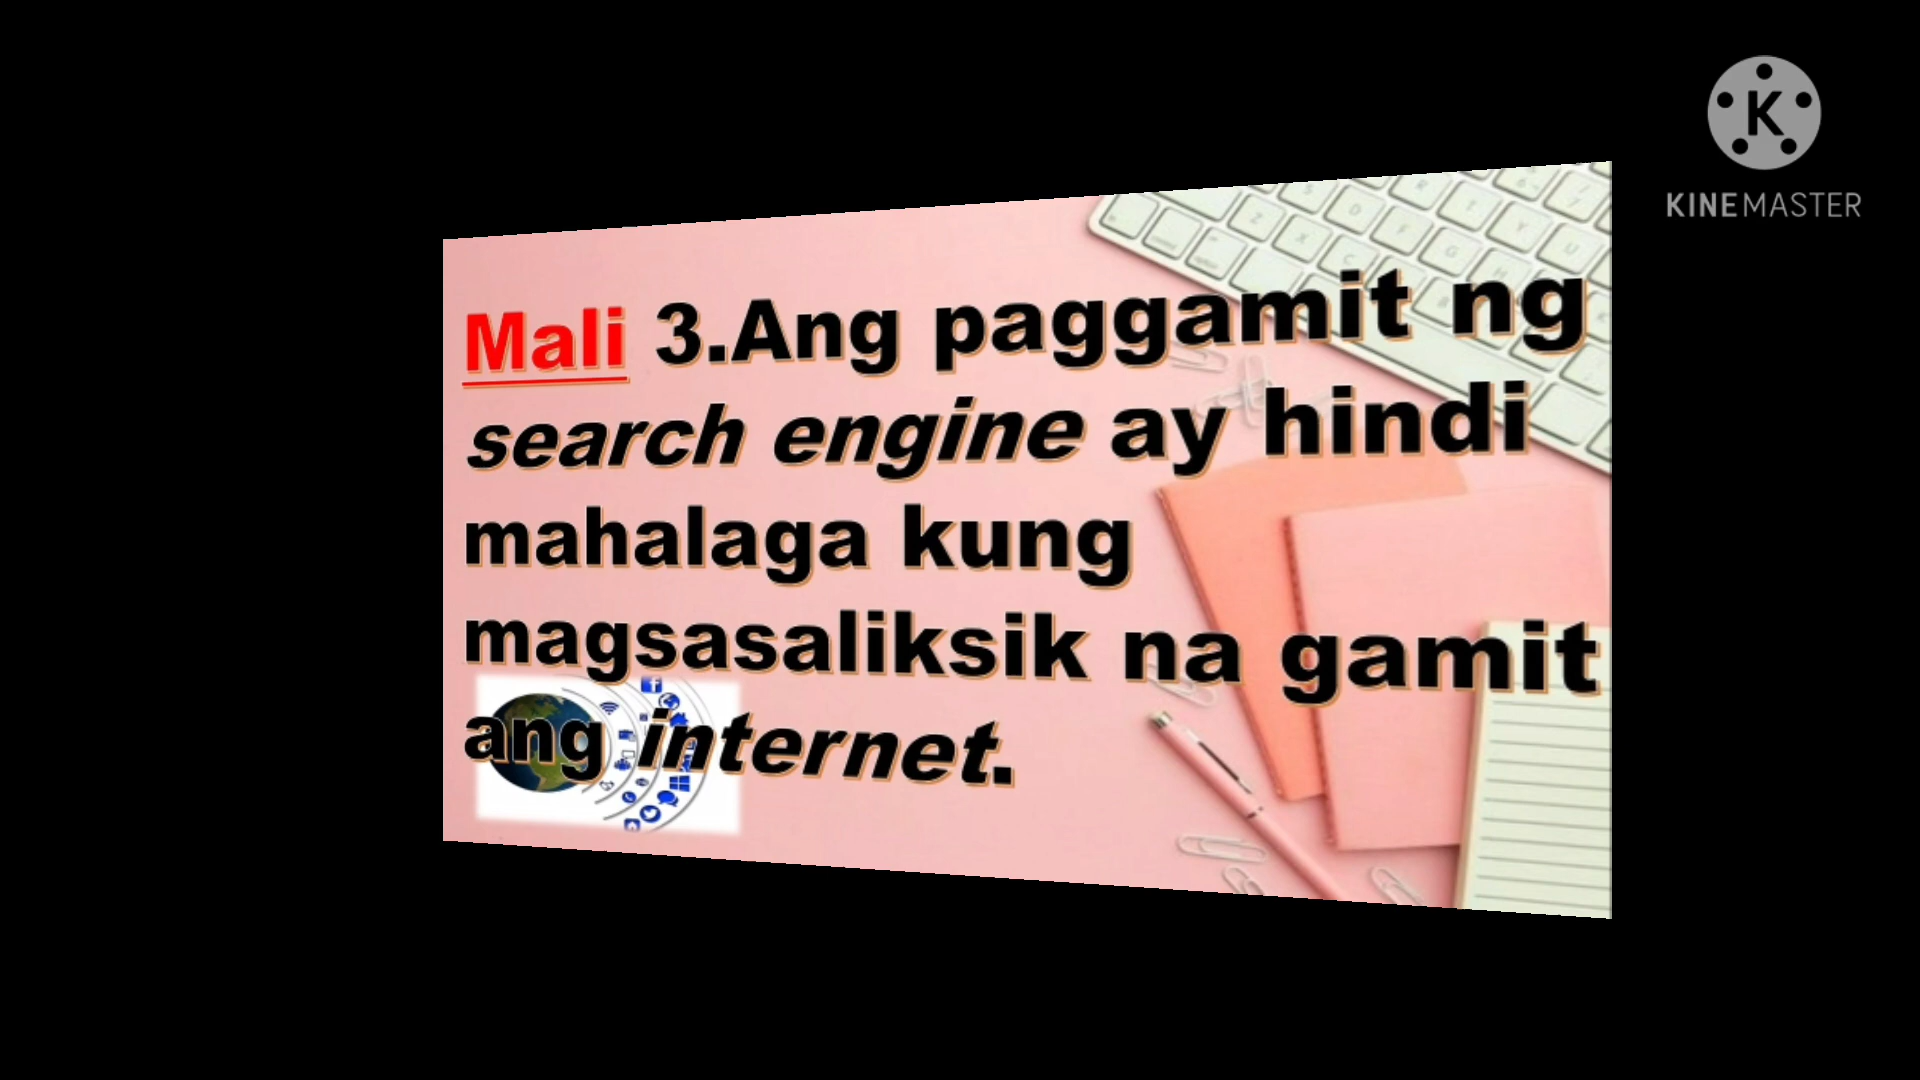 Mali 3.Ang paggamit ng
search engine ay hindi
mahalaga kung
magsasaliksik na gamit
ang internet.
K
KINEMASTER